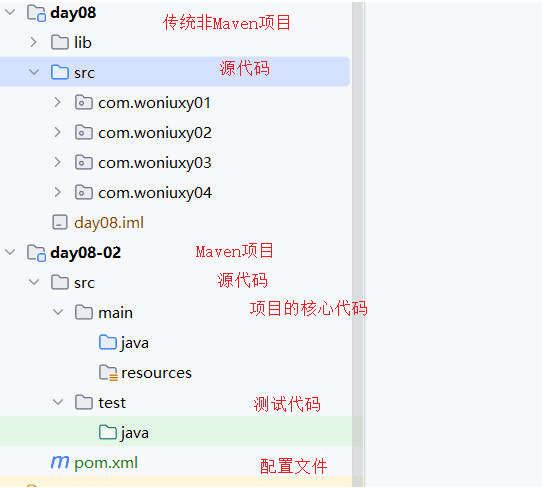 day08
传统非Maven项目
lib
src
源代码
com.woniuxy01
com.woniuxy02
com.woniuxy03
com.woniuxy04
day08.iml
day08-02
Maven项目
src
源代码
main
项目的核心代码
java
resources
test
测试代码
java
m pom.xml
配置文件